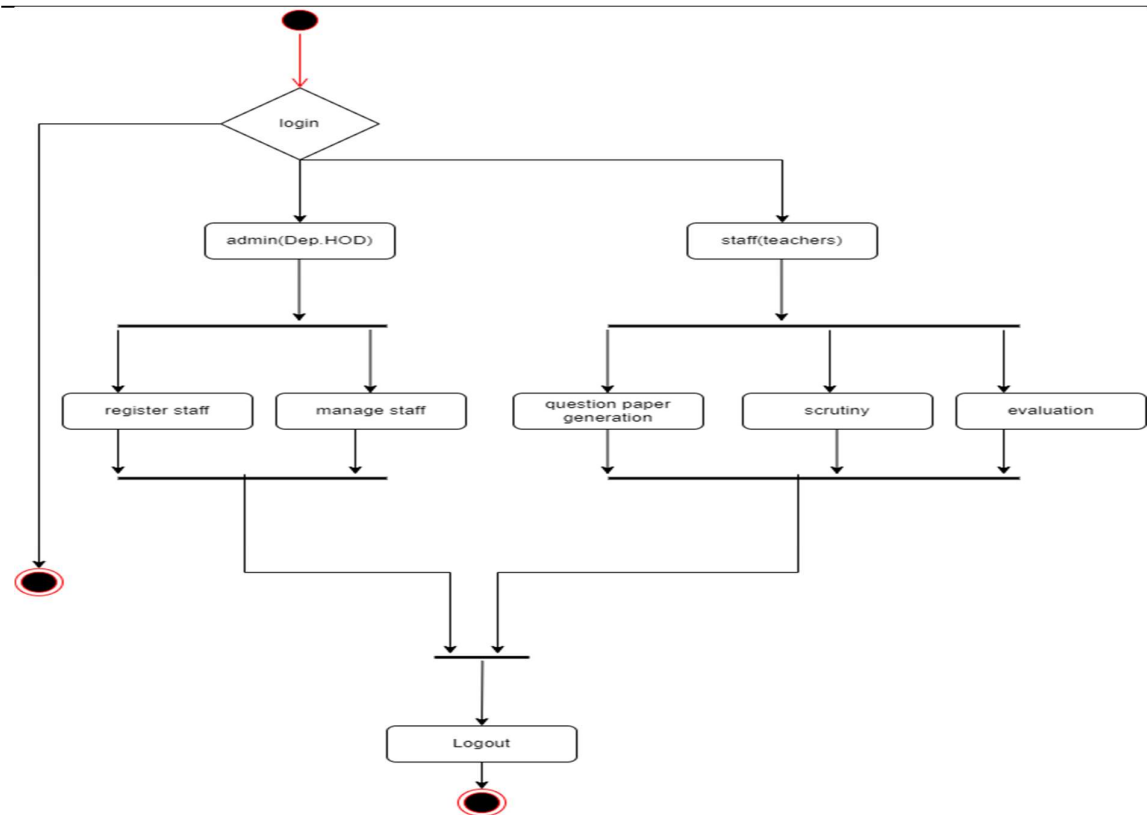 login
admin(Dep.HOD)
staff(teachers)
register staff
manage staff
question paper
generation
scrutiny
evaluation
Logout